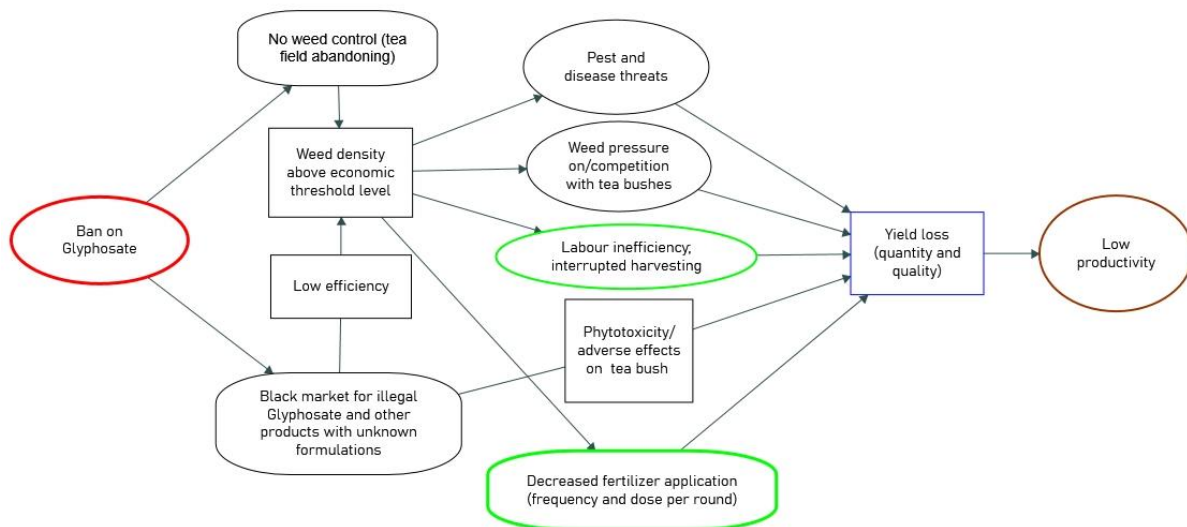 No weed control (tea
field abandoning)
Pest and
disease threats
Weed density
above economic
threshold level
Weed pressure
on/competition
with tea bushes
Ban on
Glyphosate
Labour inefficiency;
interrupted harvesting
Yield loss
(quantity and
quality)
Low
productivity
Low efficiency
Phytotoxicity/
adverse effects
on tea bush
Black market for illegal
Glyphosate and other
products with unknown
formulations
Decreased fertilizer application
(frequency and dose per round)